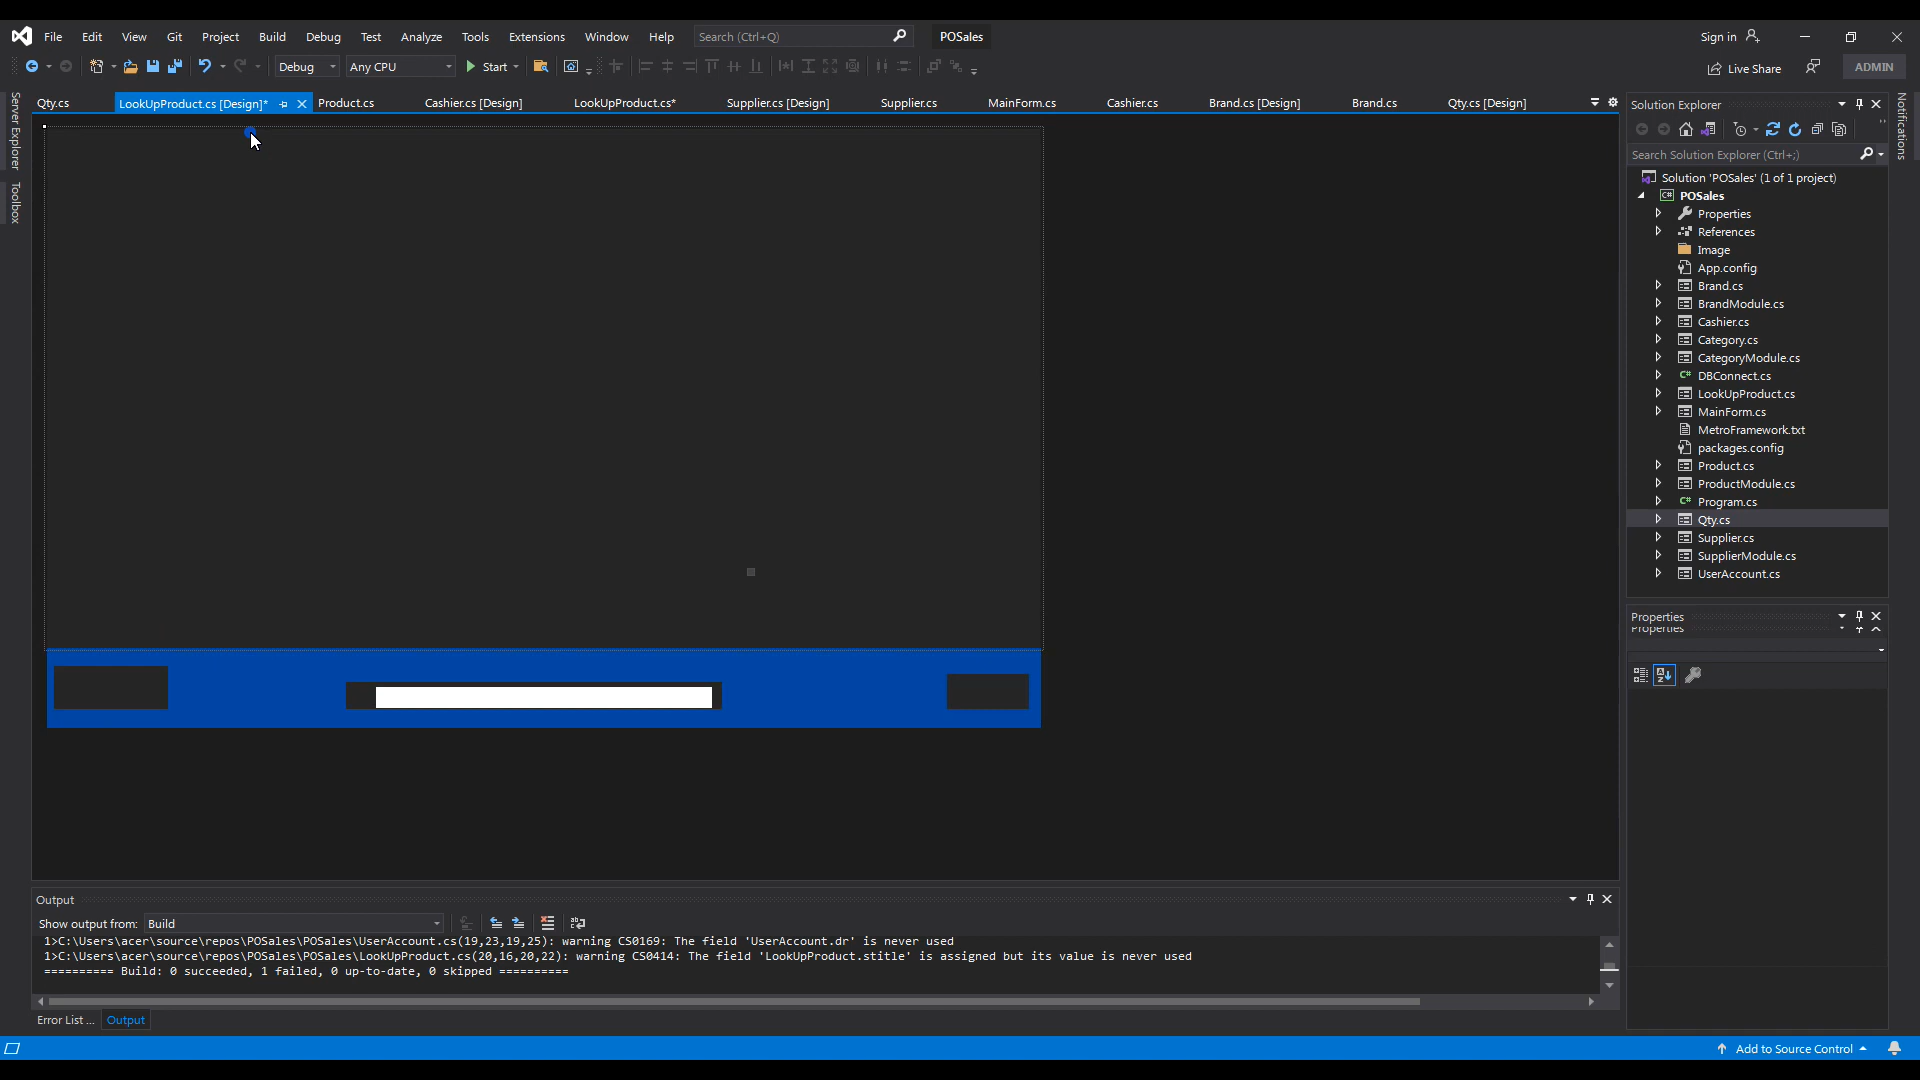 File Edit View Git Project Build Debug Test Analyze Tools Extensions Window Help Search (Ctrl+Q) POSales Sign in
Debug Any CPU Start Live Share ADMIN
Qty.cs LookUpProduct.cs [Design]* Product.cs Cashier.cs [Design] LookUpProduct.cs* Supplier.cs [Design] Supplier.cs MainForm.cs Cashier.cs Brand.cs [Design] Brand.cs Qty.cs [Design]
Server Explorer
Toolbox
Notifications
Solution Explorer
Search Solution Explorer (Ctrl+;)
Solution 'POSales' (1 of 1 project)
POSales
Properties
References
Image
App.config
Brand.cs
BrandModule.cs
Cashier.cs
Category.cs
CategoryModule.cs
DBConnect.cs
LookUpProduct.cs
MainForm.cs
MetroFramework.txt
packages.config
Product.cs
ProductModule.cs
Program.cs
Qty.cs
Supplier.cs
SupplierModule.cs
UserAccount.cs
Properties
Properties
Output
Show output from: Build
1>C:\Users\acer\source\repos\POSales\POSales\UserAccount.cs(19,23,19,25): warning CS0169: The field 'UserAccount.dr' is never used
1>C:\Users\acer\source\repos\POSales\POSales\LookUpProduct.cs(20,16,20,22): warning CS0414: The field 'LookUpProduct.stitle' is assigned but its value is never used
========== Build: 0 succeeded, 1 failed, 0 up-to-date, 0 skipped ==========
Error List ... Output
Add to Source Control